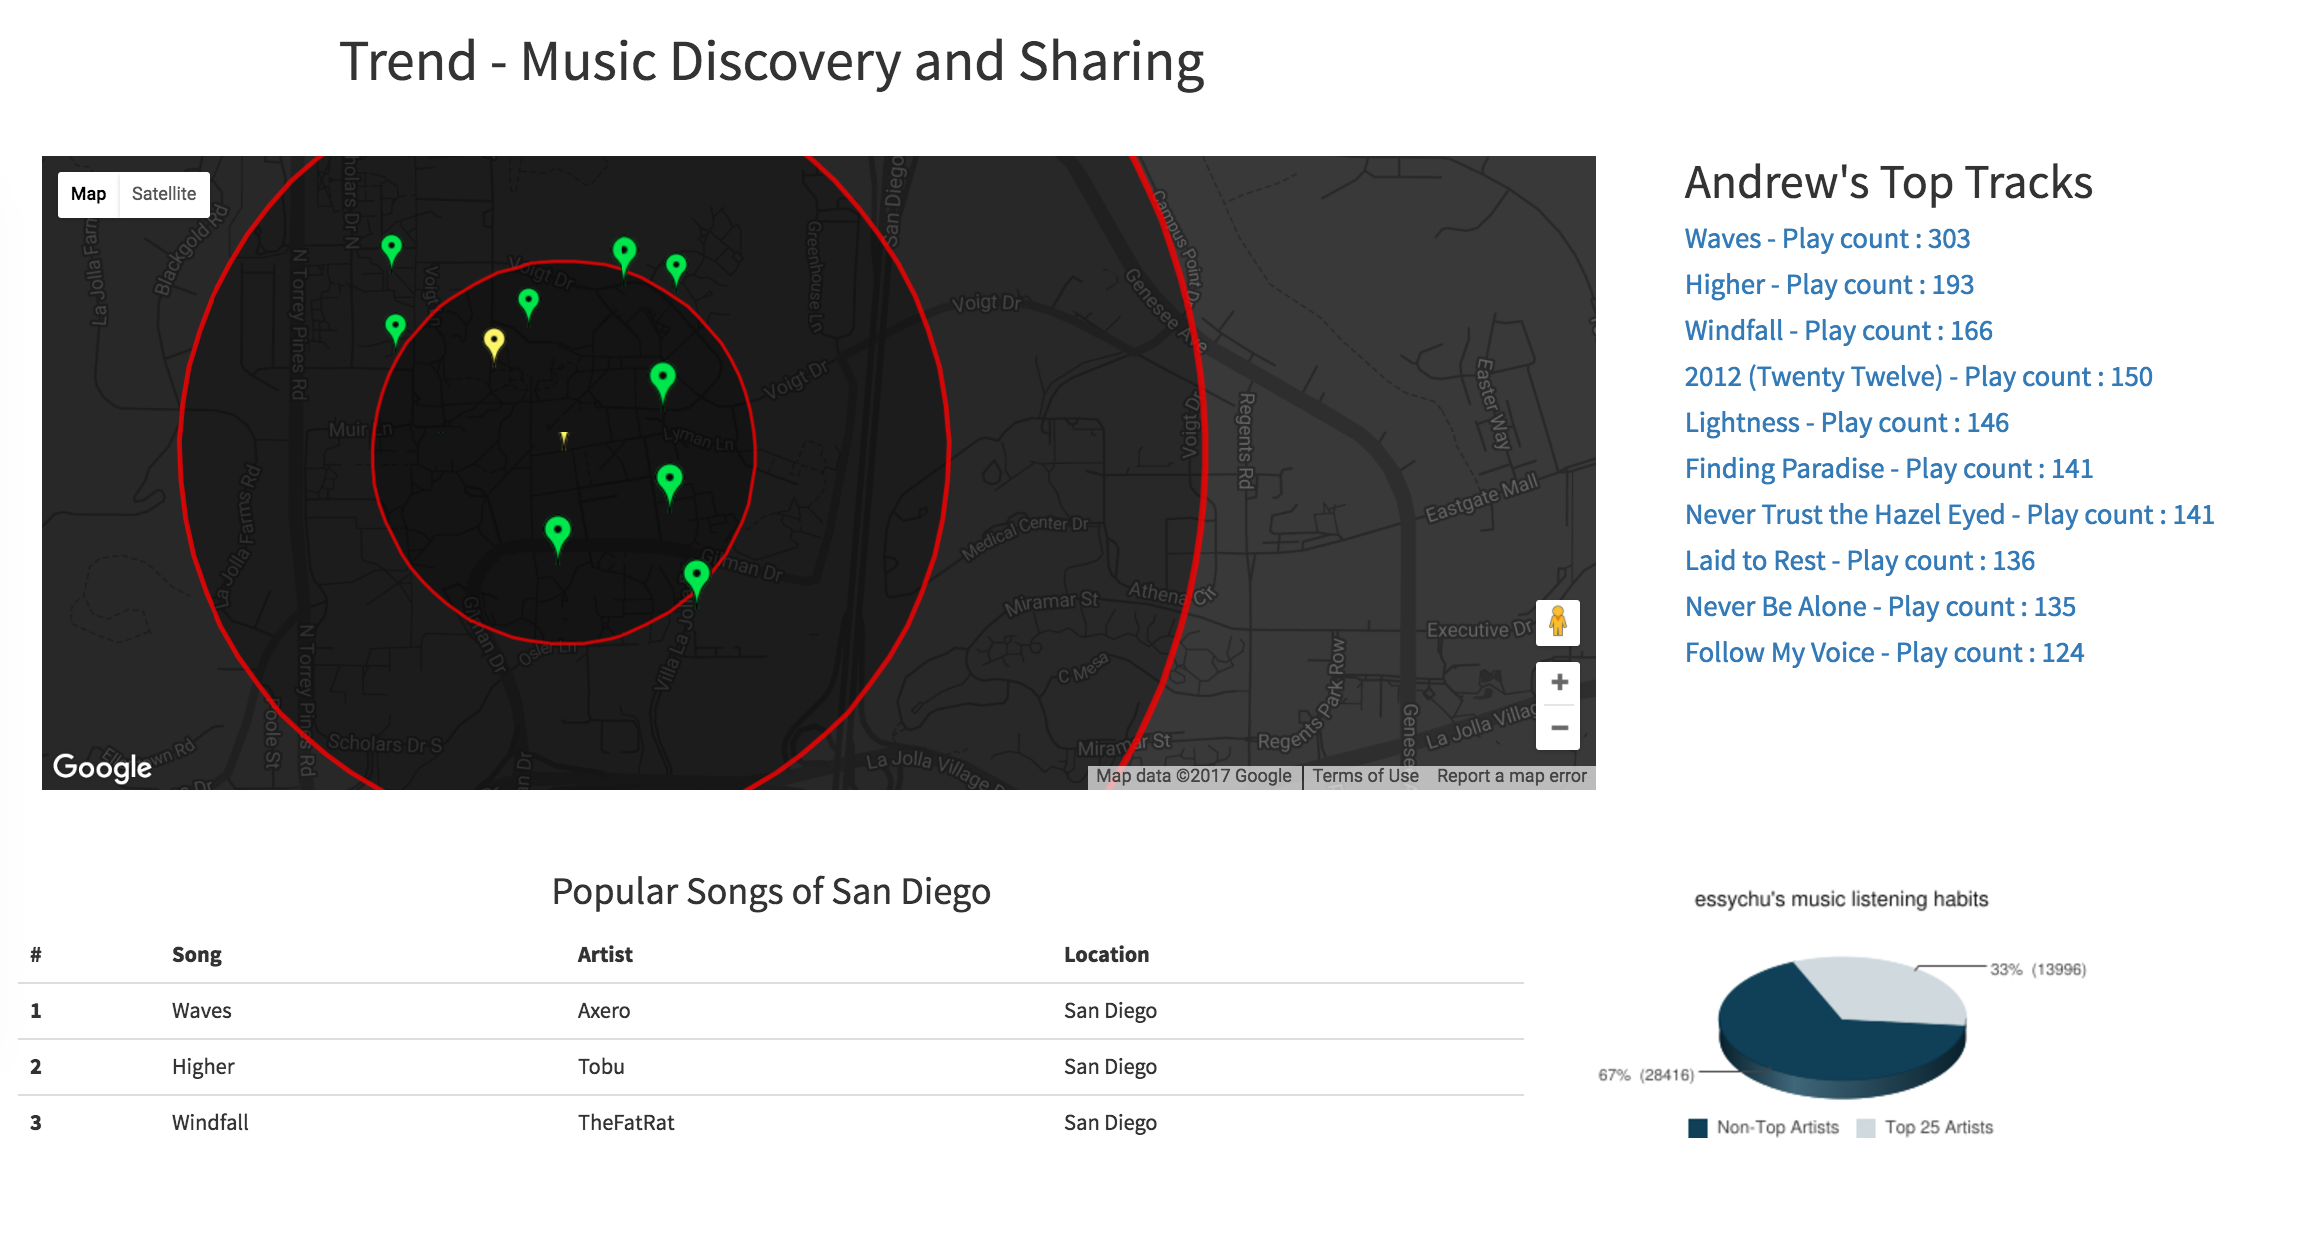 Trend - Music Discovery and Sharing
Map Satellite
Scholars Dr N
San Diego
Campus Point D
La Jolla Farm
Blackgold Rd
N Torrey Pines Rd
Voigt Ln
Voigt Dr
Greenhouse Ln
Genesee Ave
Voigt Dr
Voigt Dr
Voigt Dr
Regents Rd
Easter Way
Muir Ln
Lyman Ln
La Jolla Farms Rd
Eastgate Mall
Medical Center Dr
Gilman Dr
Miramar St
Athena Cir
Gilman Dr
Osler Ln
Villa La Jolla
Executive Dr
C Mesa
Regents Park Row
N Torrey Pines Rd
Poole St
Scholars Dr S
Miramar St
Genesee
La Jolla Village
La Jolla Village
Google
Map data ©2017 Google
Terms of Use
Report a map error
Andrew's Top Tracks
Waves - Play count : 303
Higher - Play count : 193
Windfall - Play count : 166
2012 (Twenty Twelve) - Play count : 150
Lightness - Play count : 146
Finding Paradise - Play count : 141
Never Trust the Hazel Eyed - Play count : 141
Laid to Rest - Play count : 136
Never Be Alone - Play count : 135
Follow My Voice - Play count : 124
Popular Songs of San Diego
# Song Artist Location
1 Waves Axero San Diego
2 Higher Tobu San Diego
3 Windfall TheFatRat San Diego
essychu's music listening habits
33% (13996)
67% (28416)
Non-Top Artists Top 25 Artists